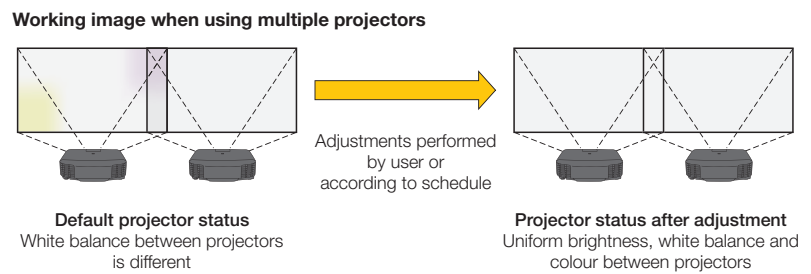 Working image when using multiple projectors
Adjustments performed
by user or
according to schedule
Default projector status
White balance between projectors
is different
Projector status after adjustment
Uniform brightness, white balance and
colour between projectors